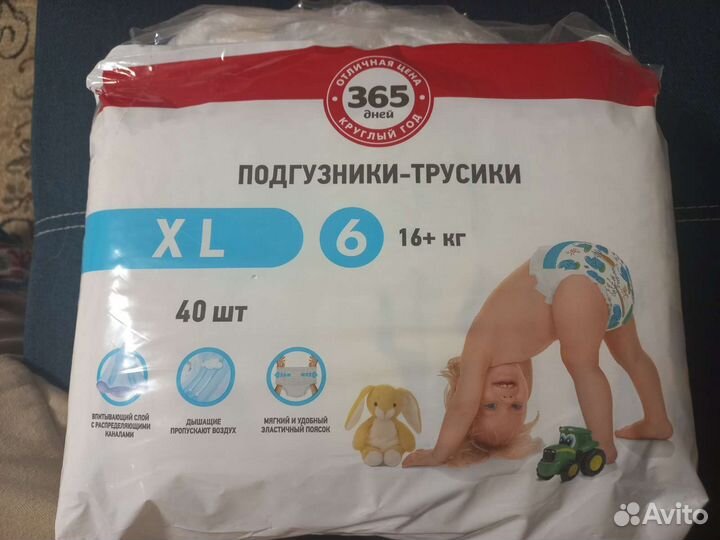 ОТЛИЧНАЯ ЦЕНА
365
дней
КРУГЛЫЙ ГОД
ПОДГУЗНИКИ-ТРУСИКИ
XL
6
16+ кг
40 шт
ВПИТЫВАЮЩИЙ СЛОЙ
С РАСПРЕДЕЛЯЮЩИМИ
КАНАЛАМИ
ДЫШАЩИЕ
ПРОПУСКАЮТ ВОЗДУХ
МЯГКИЙ И УДОБНЫЙ
ЭЛАСТИЧНЫЙ ПОЯСОК
Avito